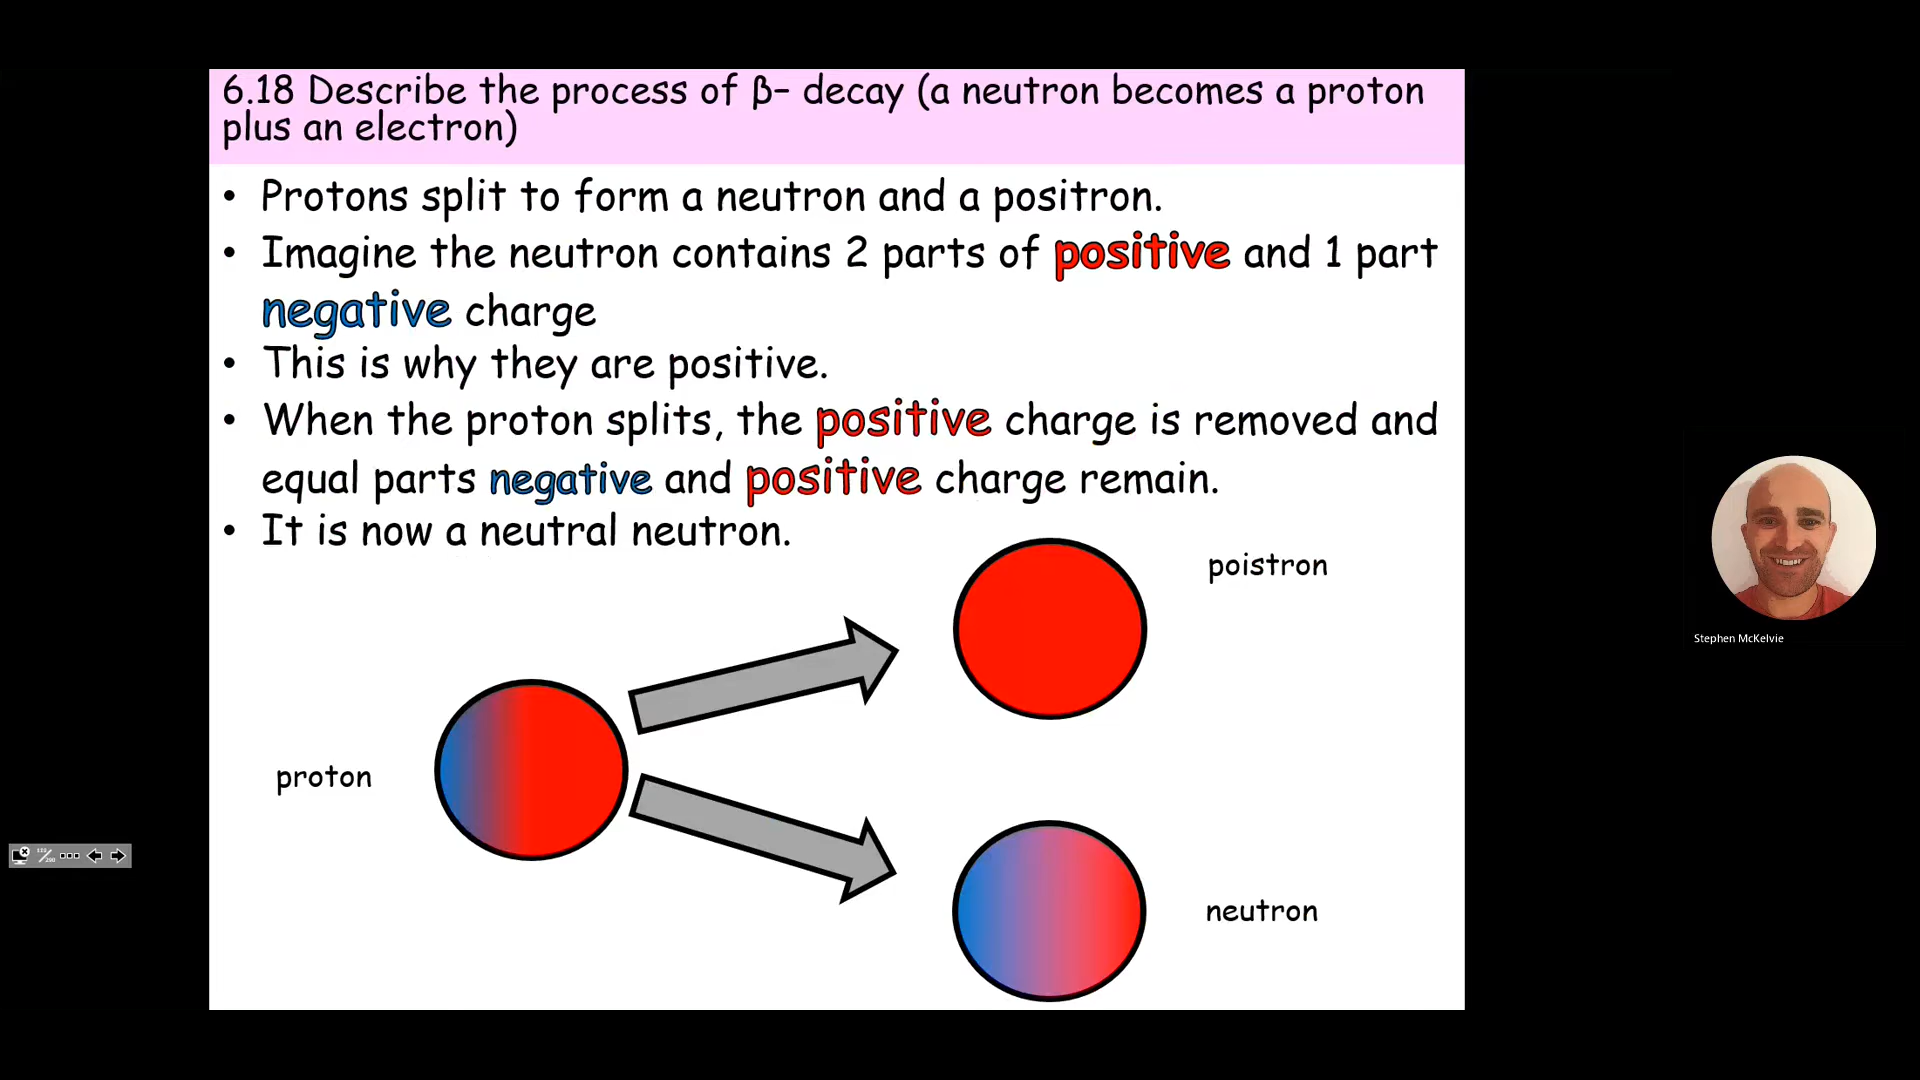 6.18 Describe the process of β− decay (a neutron becomes a proton
plus an electron)
• Protons split to form a neutron and a positron.
• Imagine the neutron contains 2 parts of positive and 1 part
negative charge
• This is why they are positive.
• When the proton splits, the positive charge is removed and
equal parts negative and positive charge remain.
• It is now a neutral neutron.
poistron
proton
neutron
Stephen McKelvie